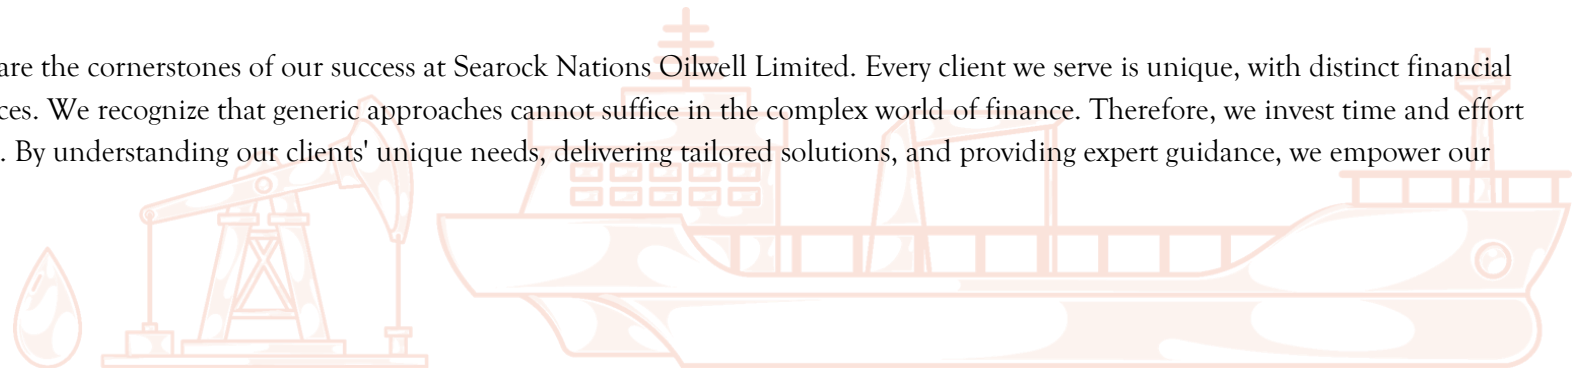 are the cornerstones of our success at Searock Nations Oilwell Limited. Every client we serve is unique, with distinct financial
ces. We recognize that generic approaches cannot suffice in the complex world of finance. Therefore, we invest time and effort
. By understanding our clients' unique needs, delivering tailored solutions, and providing expert guidance, we empower our